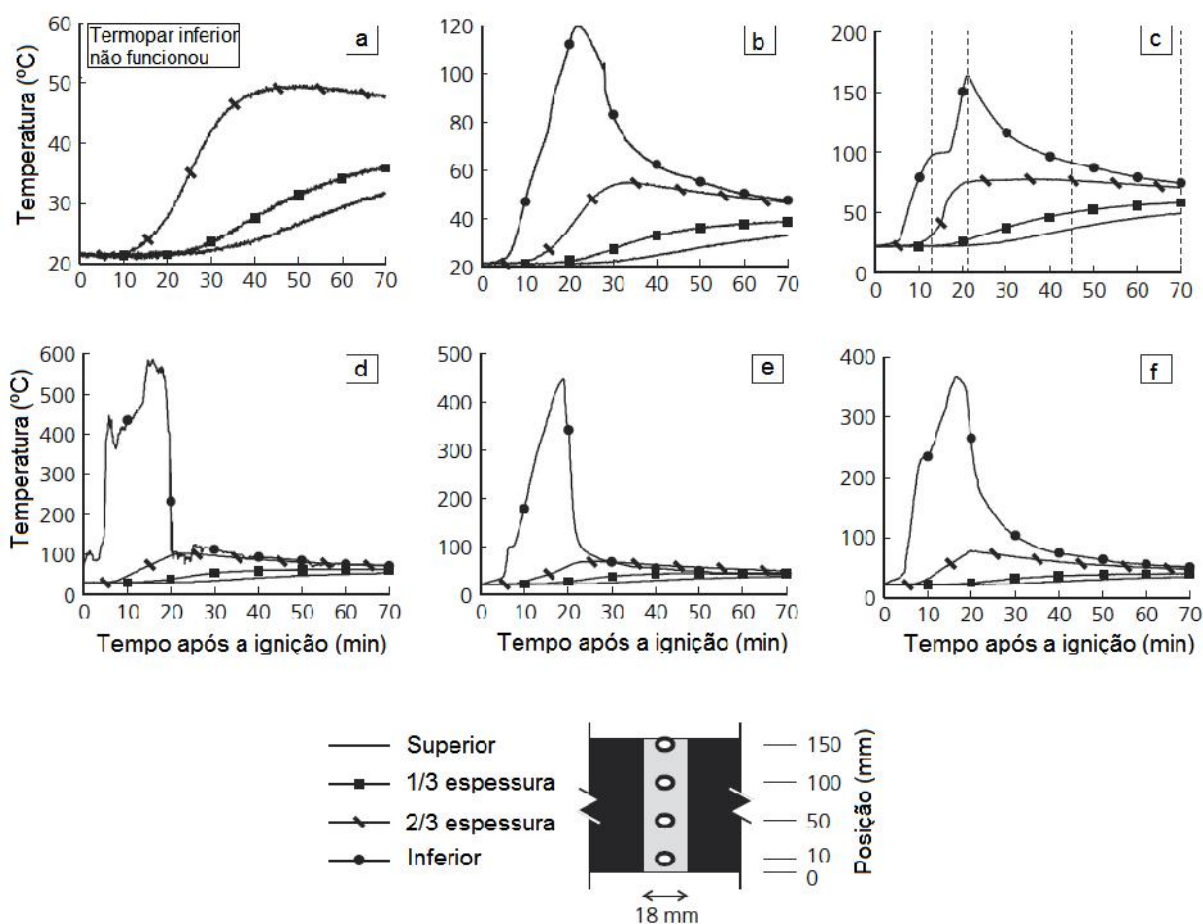 Termopar inferior
não funcionou
a
Temperatura (ºC)
60
50
40
30
20
0 10 20 30 40 50 60 70
b
120
100
80
60
40
20
0 10 20 30 40 50 60 70
c
200
150
100
50
0
0 10 20 30 40 50 60 70
d
Temperatura (ºC)
600
500
400
300
200
100
0
0 10 20 30 40 50 60 70
Tempo após a ignição (min)
e
500
400
300
200
100
0
0 10 20 30 40 50 60 70
Tempo após a ignição (min)
f
400
300
200
100
0
0 10 20 30 40 50 60 70
Tempo após a ignição (min)
Superior
1/3 espessura
2/3 espessura
Inferior
150
100
50
10
0
Posição (mm)
18 mm